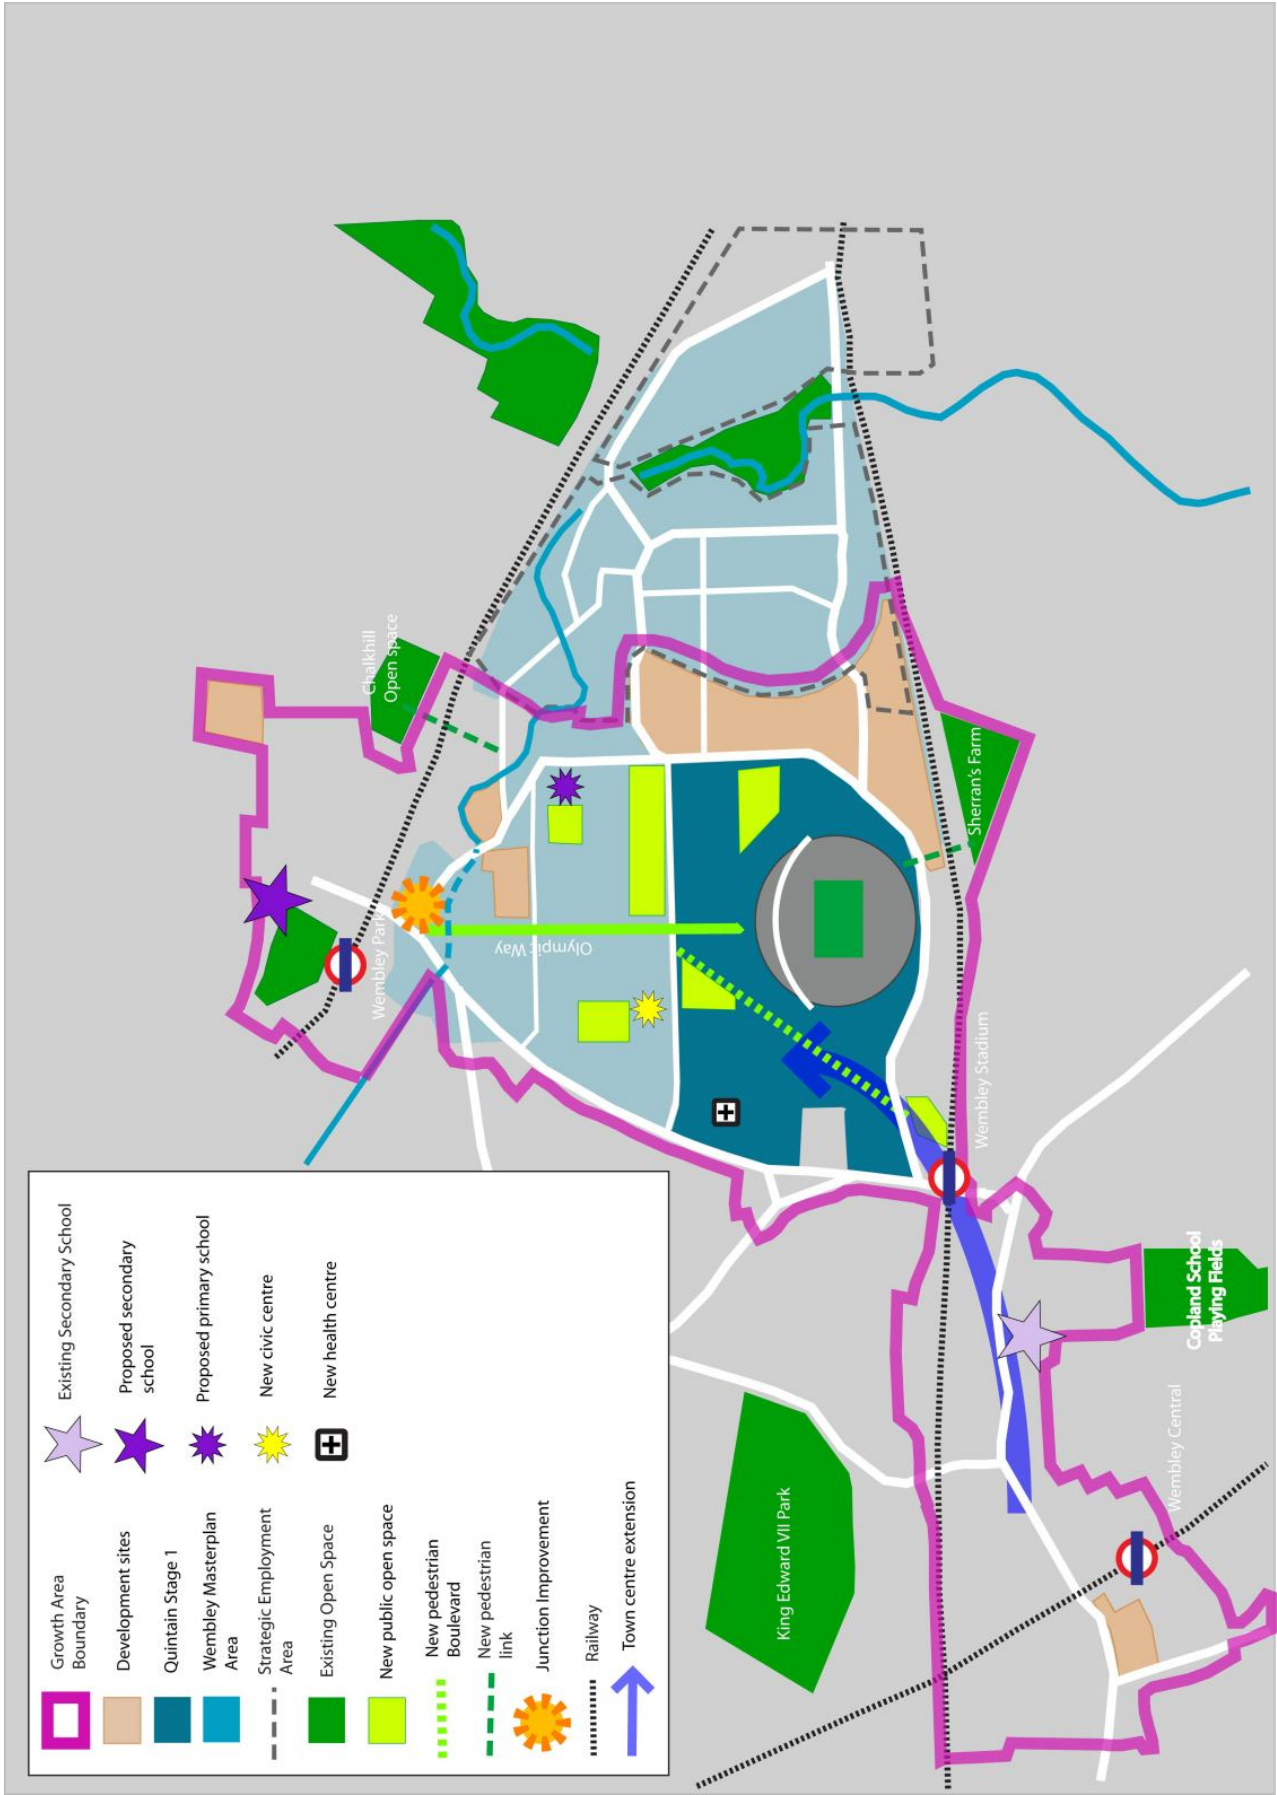 Growth Area
Boundary
Development sites
Quintain Stage 1
Wembley Masterplan
Area
Strategic Employment
Area
Existing Open Space
New public open space
New pedestrian
Boulevard
New pedestrian
link
Junction Improvement
Railway
Town centre extension
Existing Secondary School
Proposed secondary
school
Proposed primary school
New civic centre
New health centre
Chalkhill
Open space
Wembley Park
Olympic Way
Sherran's Farm
Wembley Stadium
Copland School
Playing Fields
Wembley Central
King Edward VII Park